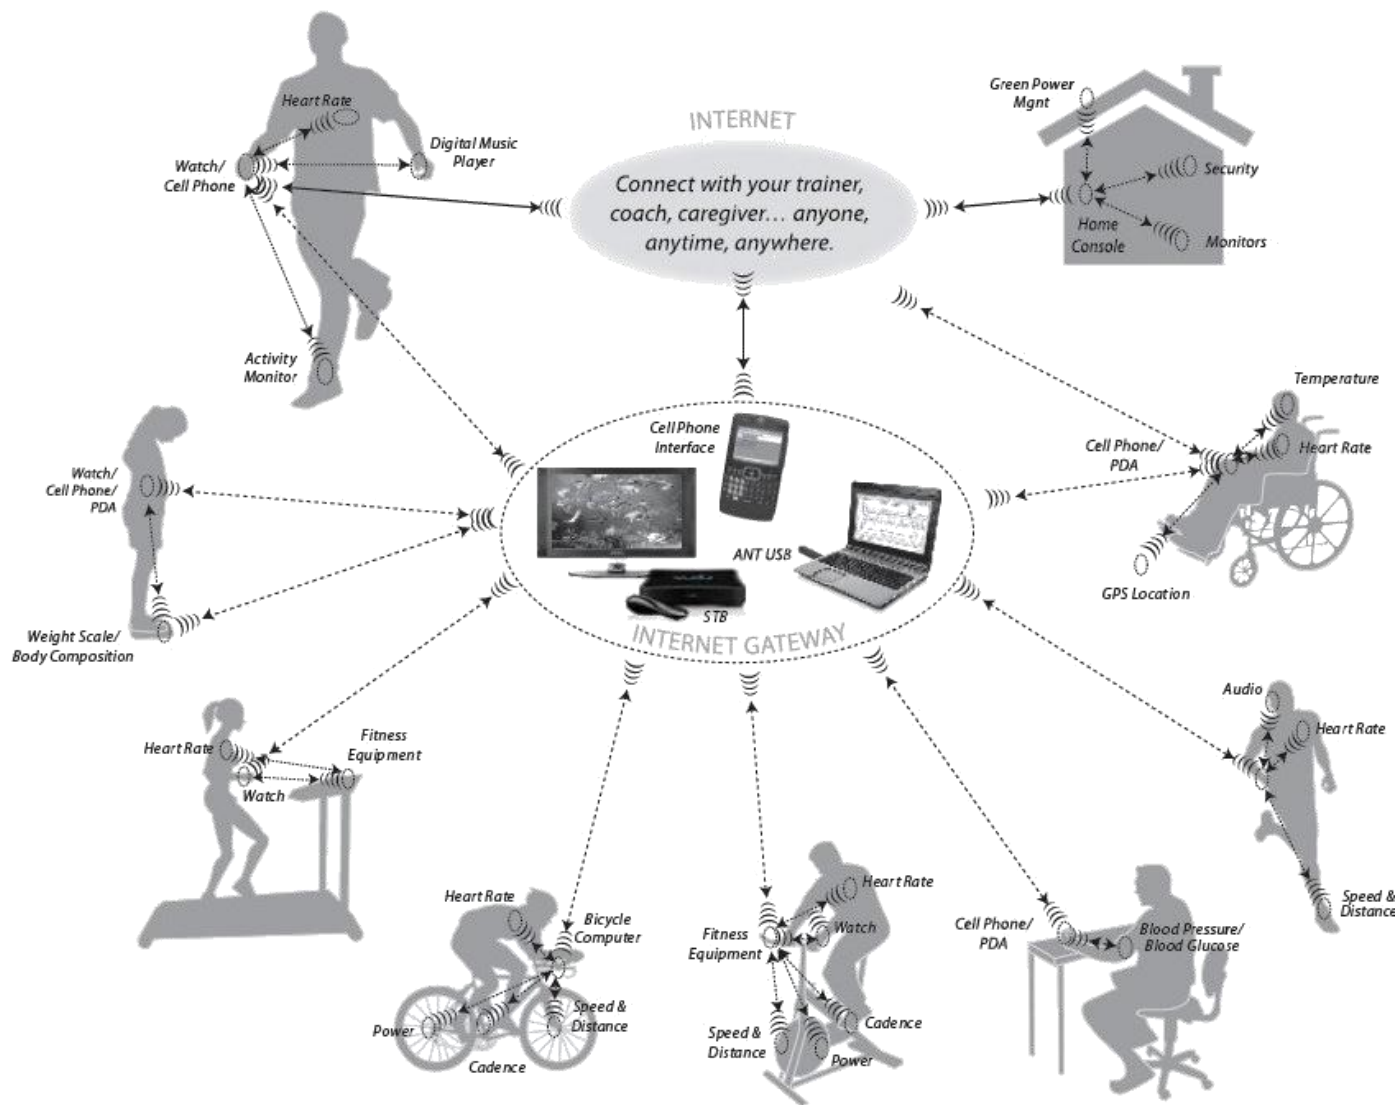 INTERNET
Connect with your trainer,
coach, caregiver... anyone,
anytime, anywhere.
Heart Rate
Digital Music
Player
Watch/
Cell Phone
Activity
Monitor
Green Power
Mgnt
Security
Home
Console
Monitors
Temperature
Cell Phone/
PDA
Heart Rate
GPS Location
Watch/
Cell Phone/
PDA
Weight Scale/
Body Composition
Cell Phone
Interface
ANT USB
STB
INTERNET GATEWAY
Heart Rate
Fitness
Equipment
Watch
Audio
Heart Rate
Speed &
Distance
Heart Rate
Bicycle
Computer
Power
Speed &
Distance
Cadence
Heart Rate
Fitness
Equipment
Watch
Speed &
Distance
Cadence
Power
Cell Phone/
PDA
Blood Pressure/
Blood Glucose